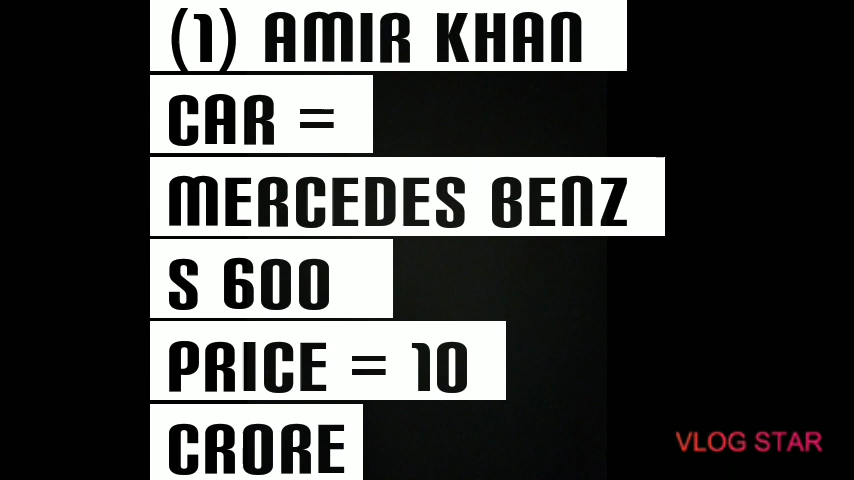 (1) AMIR KHAN
CAR =
MERCEDES BENZ
S 600
PRICE = 10
CRORE
VLOG STAR